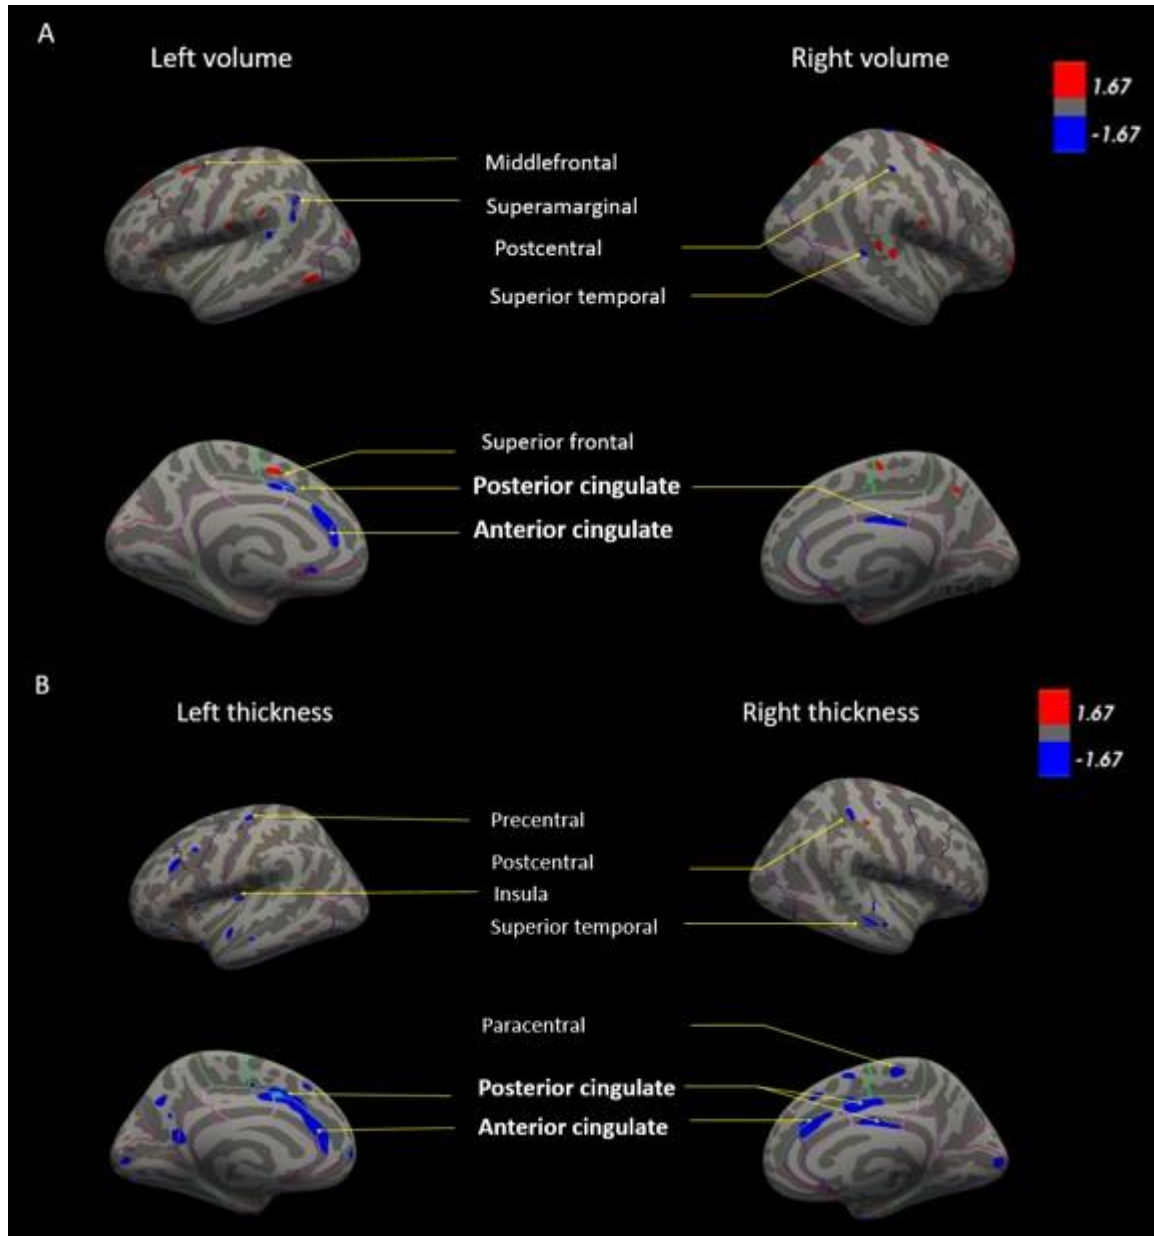 A
Left volume
Right volume
1.67
-1.67
Middlefrontal
Superamarginal
Postcentral
Superior temporal
Superior frontal
Posterior cingulate
Anterior cingulate
B
Left thickness
Right thickness
1.67
-1.67
Precentral
Postcentral
Insula
Superior temporal
Paracentral
Posterior cingulate
Anterior cingulate